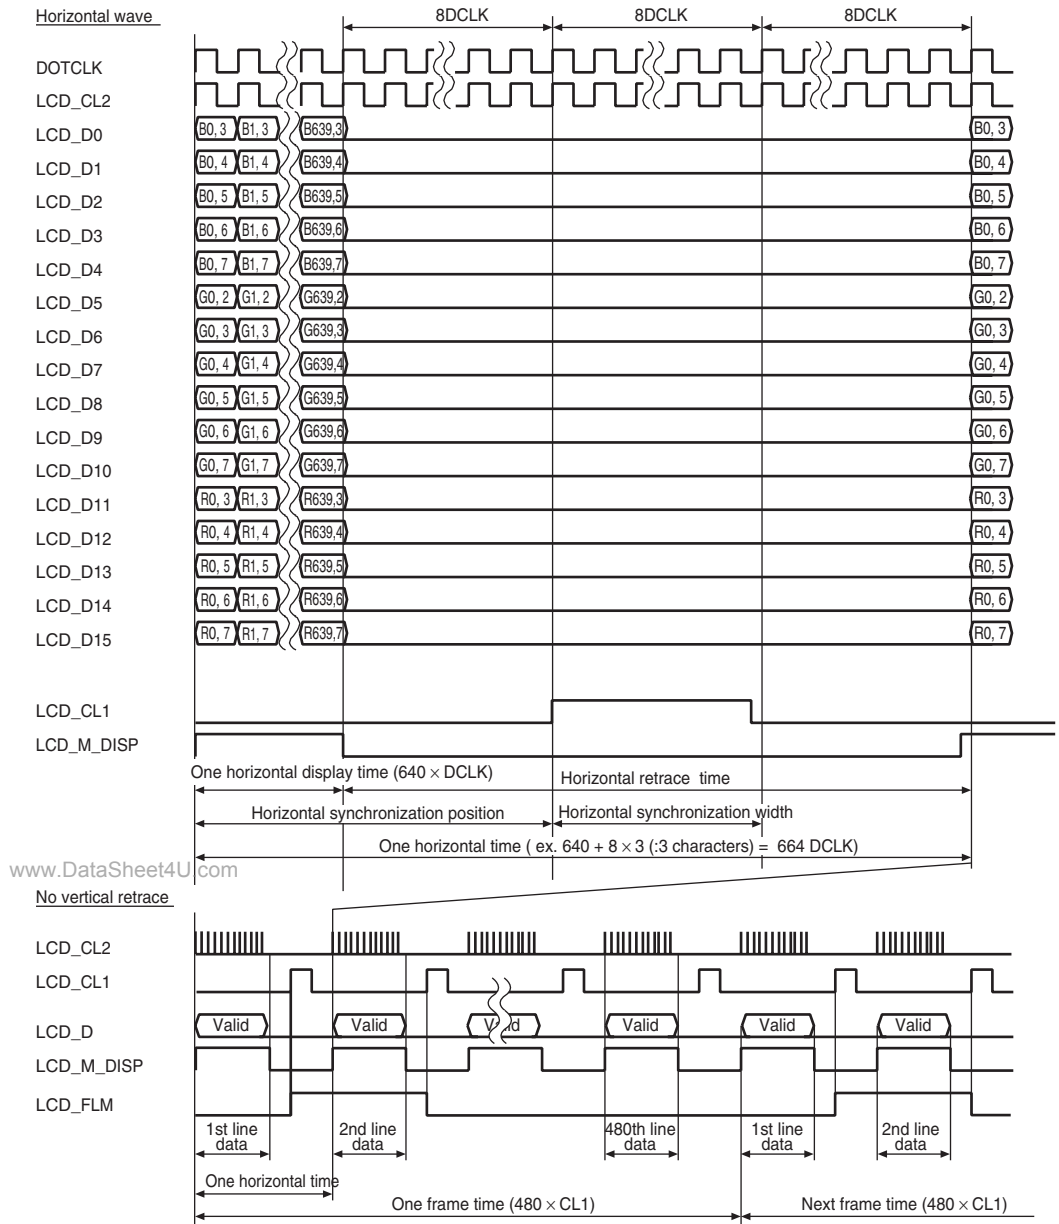 Horizontal wave
8DCLK 8DCLK 8DCLK
DOTCLK
LCD_CL2
LCD_D0 B0, 3 B1, 3 B639,3 B0, 3
LCD_D1 B0, 4 B1, 4 B639,4 B0, 4
LCD_D2 B0, 5 B1, 5 B639,5 B0, 5
LCD_D3 B0, 6 B1, 6 B639,6 B0, 6
LCD_D4 B0, 7 B1, 7 B639,7 B0, 7
LCD_D5 G0, 2 G1, 2 G639,2 G0, 2
LCD_D6 G0, 3 G1, 3 G639,3 G0, 3
LCD_D7 G0, 4 G1, 4 G639,4 G0, 4
LCD_D8 G0, 5 G1, 5 G639,5 G0, 5
LCD_D9 G0, 6 G1, 6 G639,6 G0, 6
LCD_D10 G0, 7 G1, 7 G639,7 G0, 7
LCD_D11 R0, 3 R1, 3 R639,3 R0, 3
LCD_D12 R0, 4 R1, 4 R639,4 R0, 4
LCD_D13 R0, 5 R1, 5 R639,5 R0, 5
LCD_D14 R0, 6 R1, 6 R639,6 R0, 6
LCD_D15 R0, 7 R1, 7 R639,7 R0, 7
LCD_CL1
LCD_M_DISP
One horizontal display time (640 × DCLK) Horizontal retrace time
Horizontal synchronization position Horizontal synchronization width
One horizontal time ( ex. 640 + 8 × 3 (:3 characters) = 664 DCLK)
www.DataSheet4U.com
No vertical retrace
LCD_CL2
LCD_CL1
LCD_D Valid Valid Valid Valid Valid Valid
LCD_M_DISP
LCD_FLM
1st line data 2nd line data 480th line data 1st line data 2nd line data
One horizontal time
One frame time (480 × CL1) Next frame time (480 × CL1)